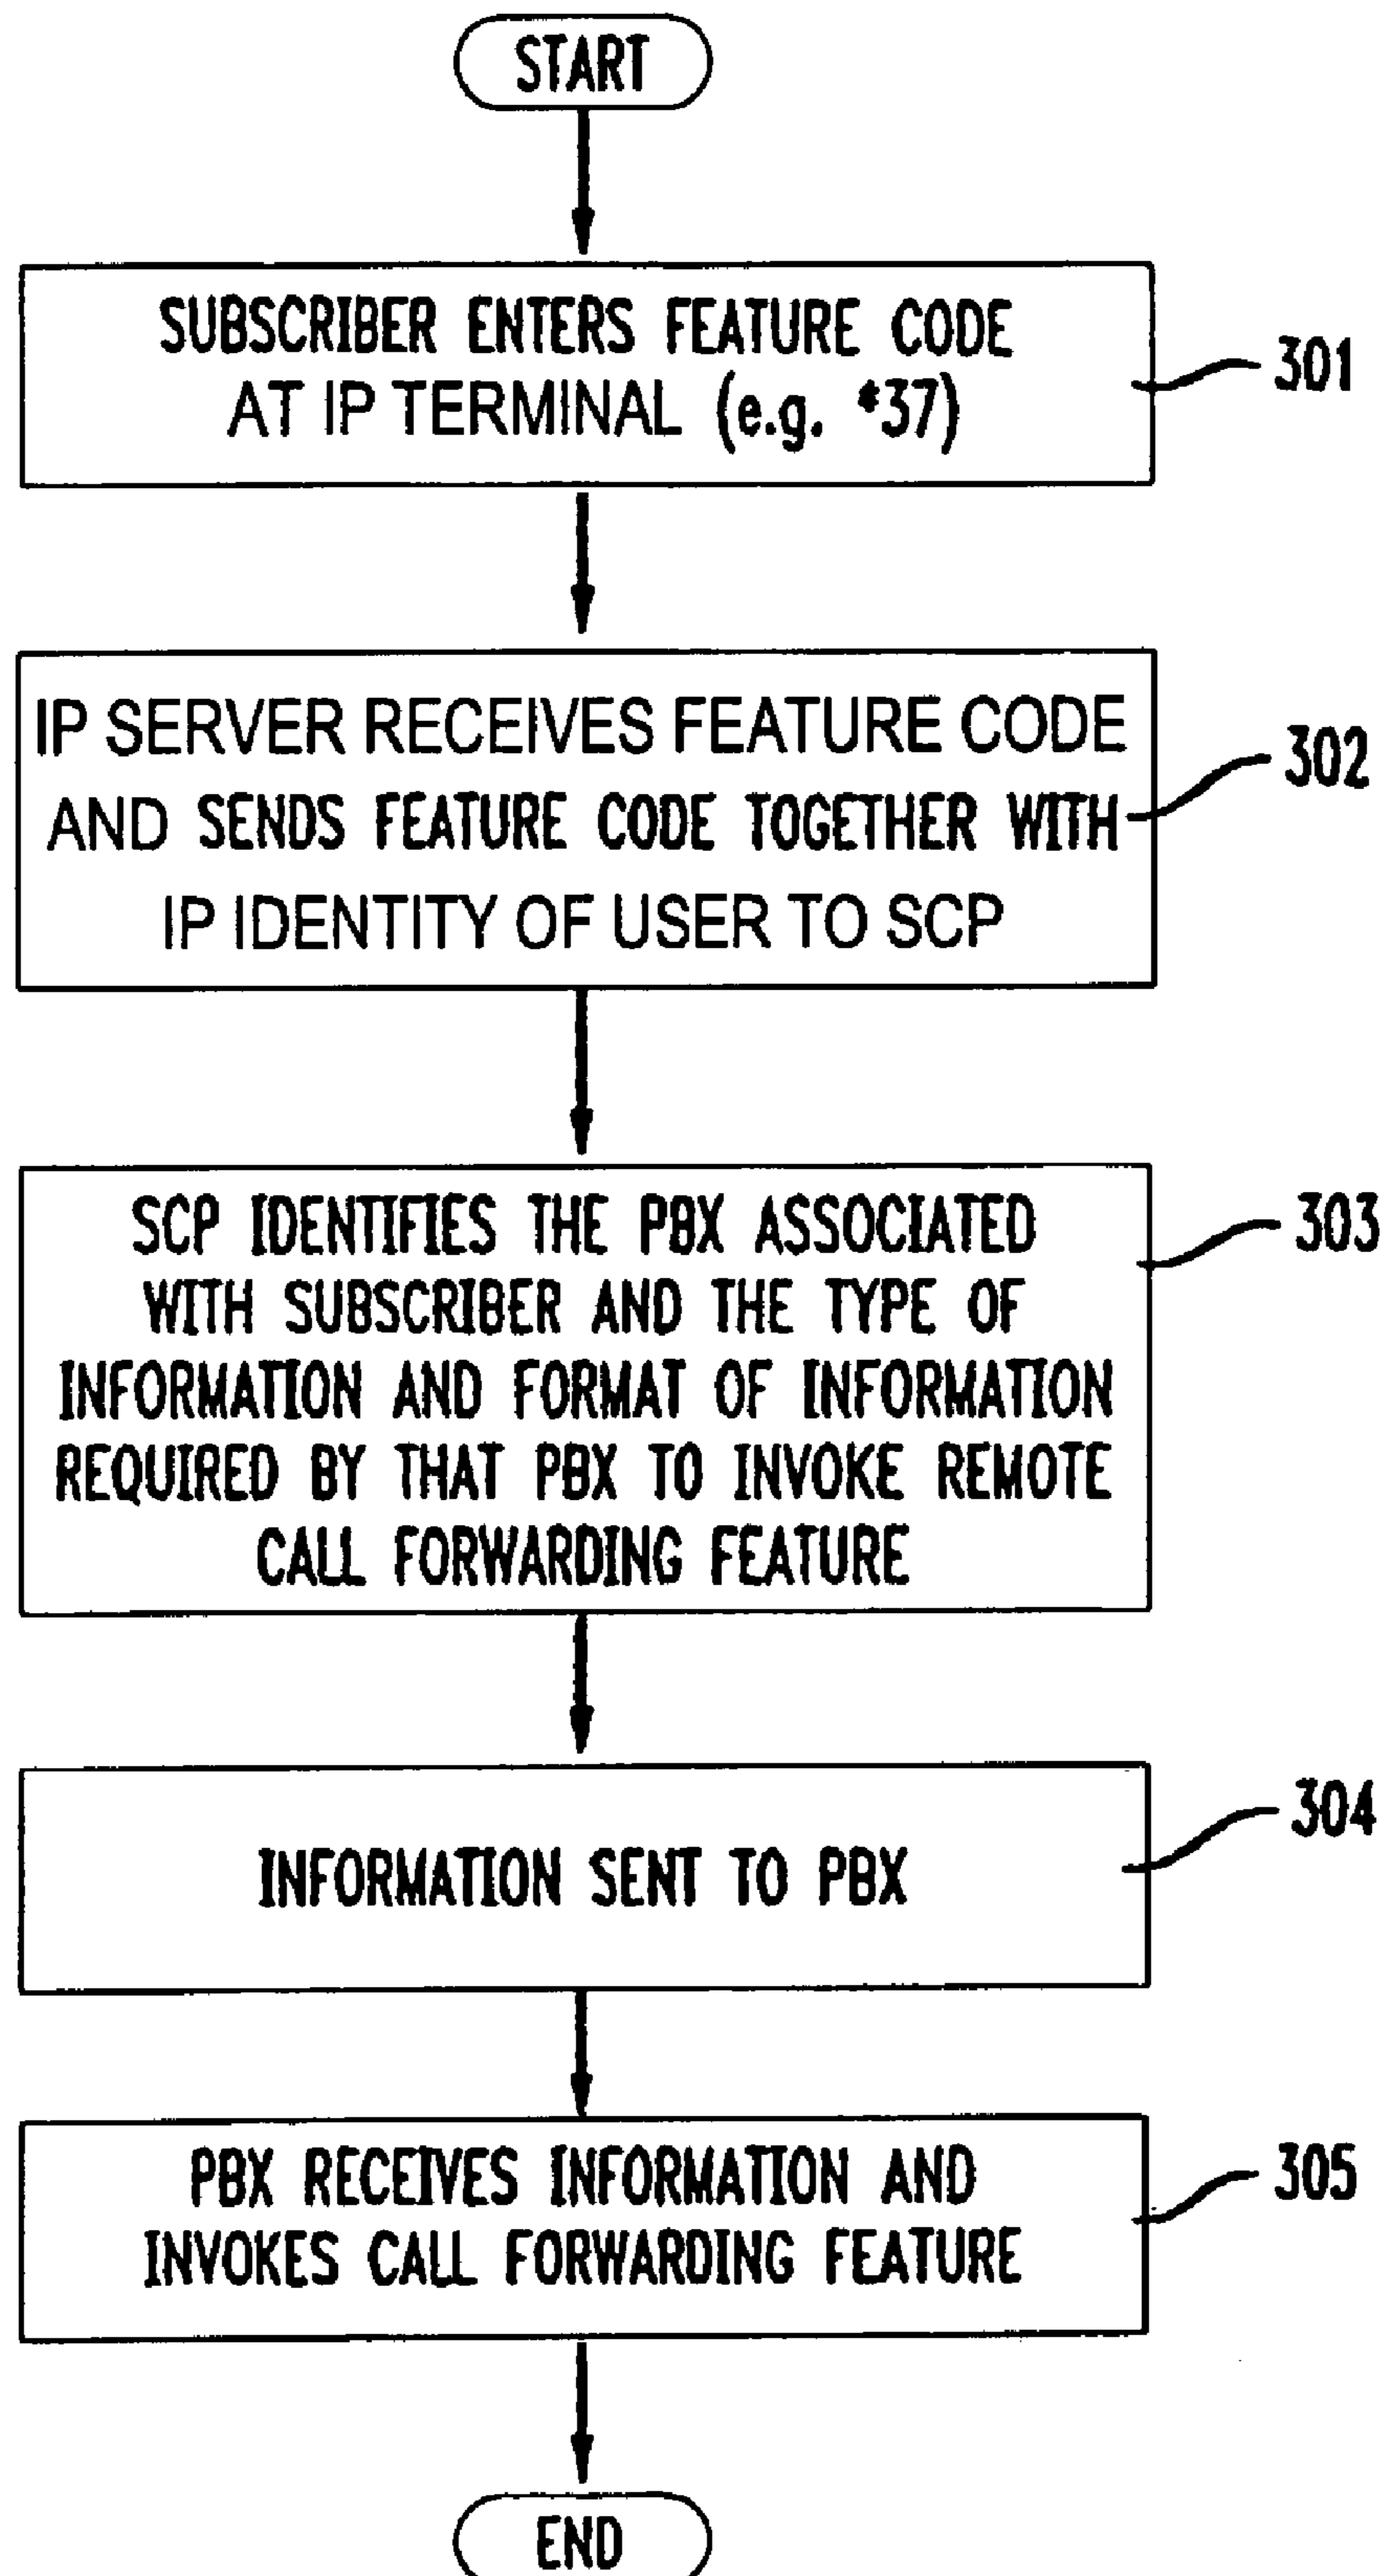 START
SUBSCRIBER ENTERS FEATURE CODE
AT IP TERMINAL (e.g. *37)
301
IP SERVER RECEIVES FEATURE CODE
AND SENDS FEATURE CODE TOGETHER WITH
IP IDENTITY OF USER TO SCP
302
SCP IDENTIFIES THE PBX ASSOCIATED
WITH SUBSCRIBER AND THE TYPE OF
INFORMATION AND FORMAT OF INFORMATION
REQUIRED BY THAT PBX TO INVOKE REMOTE
CALL FORWARDING FEATURE
303
INFORMATION SENT TO PBX
304
PBX RECEIVES INFORMATION AND
INVOKES CALL FORWARDING FEATURE
305
END